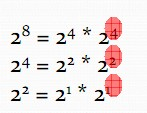 2⁸ = 2⁴ * 2⁴
2⁴ = 2² * 2²
2² = 2¹ * 2¹